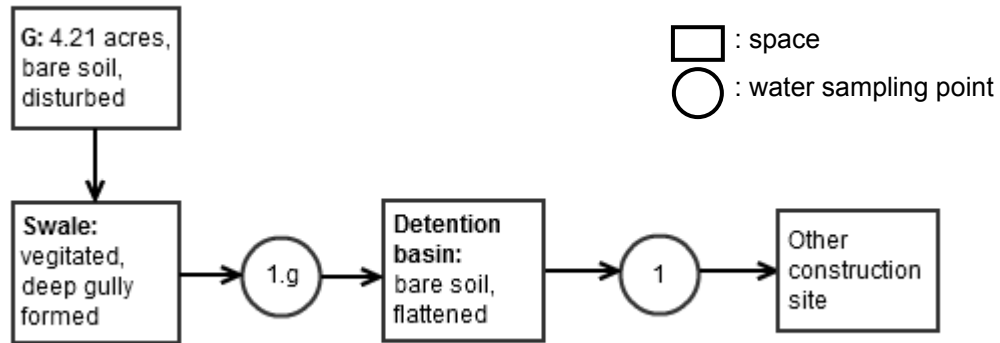 G: 4.21 acres,
bare soil,
disturbed
: space
: water sampling point
Swale:
vegitated,
deep gully
formed
1.g
Detention
basin:
bare soil,
flattened
1
Other
construction
site